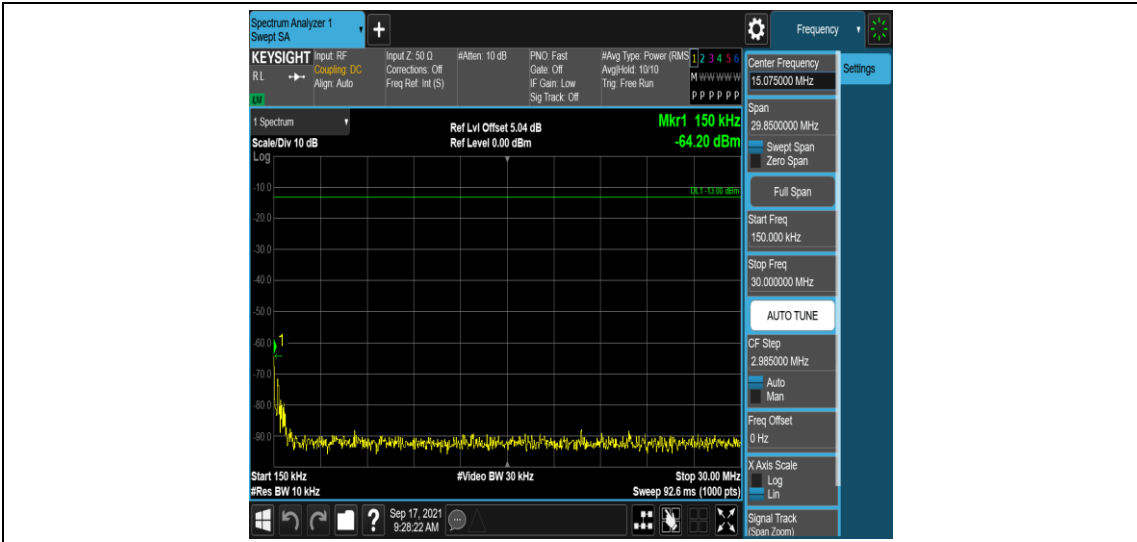 Spectrum Analyzer 1
Swept SA
+
Frequency
KEYSIGHT
RL
LXI
Input: RF
Coupling: DC
Align: Auto
Input Z: 50 Ω
Corrections: Off
Freq Ref: Int (S)
#Atten: 10 dB
PNO: Fast
Gate: Off
IF Gain: Low
Sig Track: Off
#Avg Type: Power (RMS
Avg|Hold: 10/10
Trig: Free Run
1 2 3 4 5 6
M W W W W W
P P P P P P
1 Spectrum
Scale/Div 10 dB
Ref Lvl Offset 5.04 dB
Ref Level 0.00 dBm
Mkr1 150 kHz
-64.20 dBm
Log
DL1 -13.00 dBm
-10.0
-20.0
-30.0
-40.0
-50.0
-60.0
1
-70.0
-80.0
-90.0
Start 150 kHz
#Video BW 30 kHz
Stop 30.00 MHz
#Res BW 10 kHz
Sweep 92.6 ms (1000 pts)
?
Sep 17, 2021
9:28:22 AM
Center Frequency
15.075000 MHz
Settings
Span
29.8500000 MHz
Swept Span
Zero Span
Full Span
Start Freq
150.000 kHz
Stop Freq
30.000000 MHz
AUTO TUNE
CF Step
2.985000 MHz
Auto
Man
Freq Offset
0 Hz
X Axis Scale
Log
Lin
Signal Track
(Span Zoom)